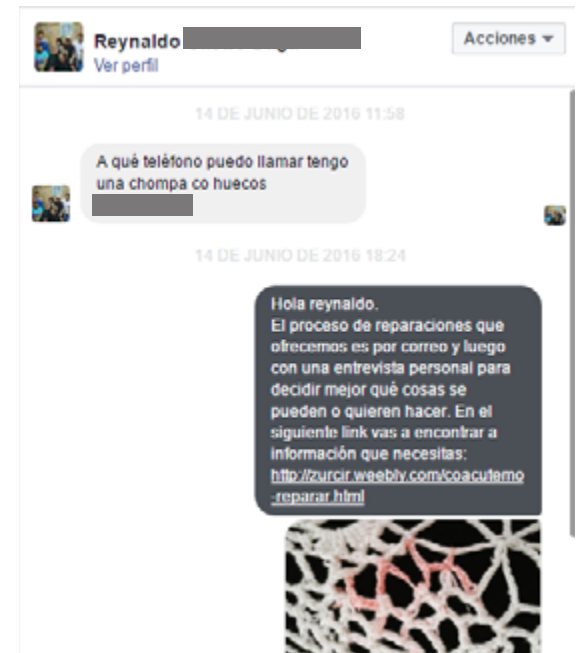 Reynaldo
Acciones
Ver perfil
14 DE JUNIO DE 2016 11:58
A qué teléfono puedo llamar tengo
una chompa co huecos
14 DE JUNIO DE 2016 18:24
Hola reynaldo.
El proceso de reparaciones que
ofrecemos es por correo y luego
con una entrevista personal para
decidir mejor qué cosas se
pueden o quieren hacer. En el
siguiente link vas a encontrar a
información que necesitas:
http://zurcir.weebly.com/coacutemo
-reparar.html